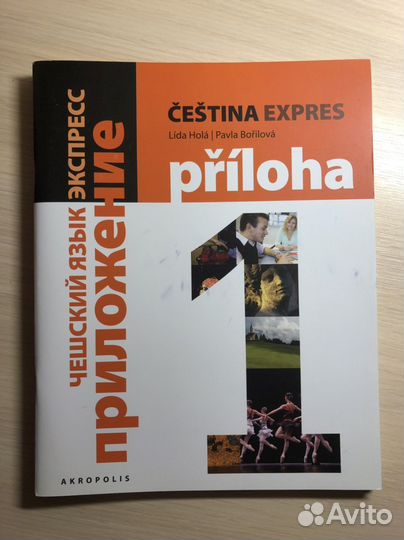 ČEŠTINA EXPRES
Lída Holá | Pavla Bořilová
příloha
1
ЧЕШСКИЙ ЯЗЫК ЭКСПРЕСС
приложение
AKROPOLIS
Avito